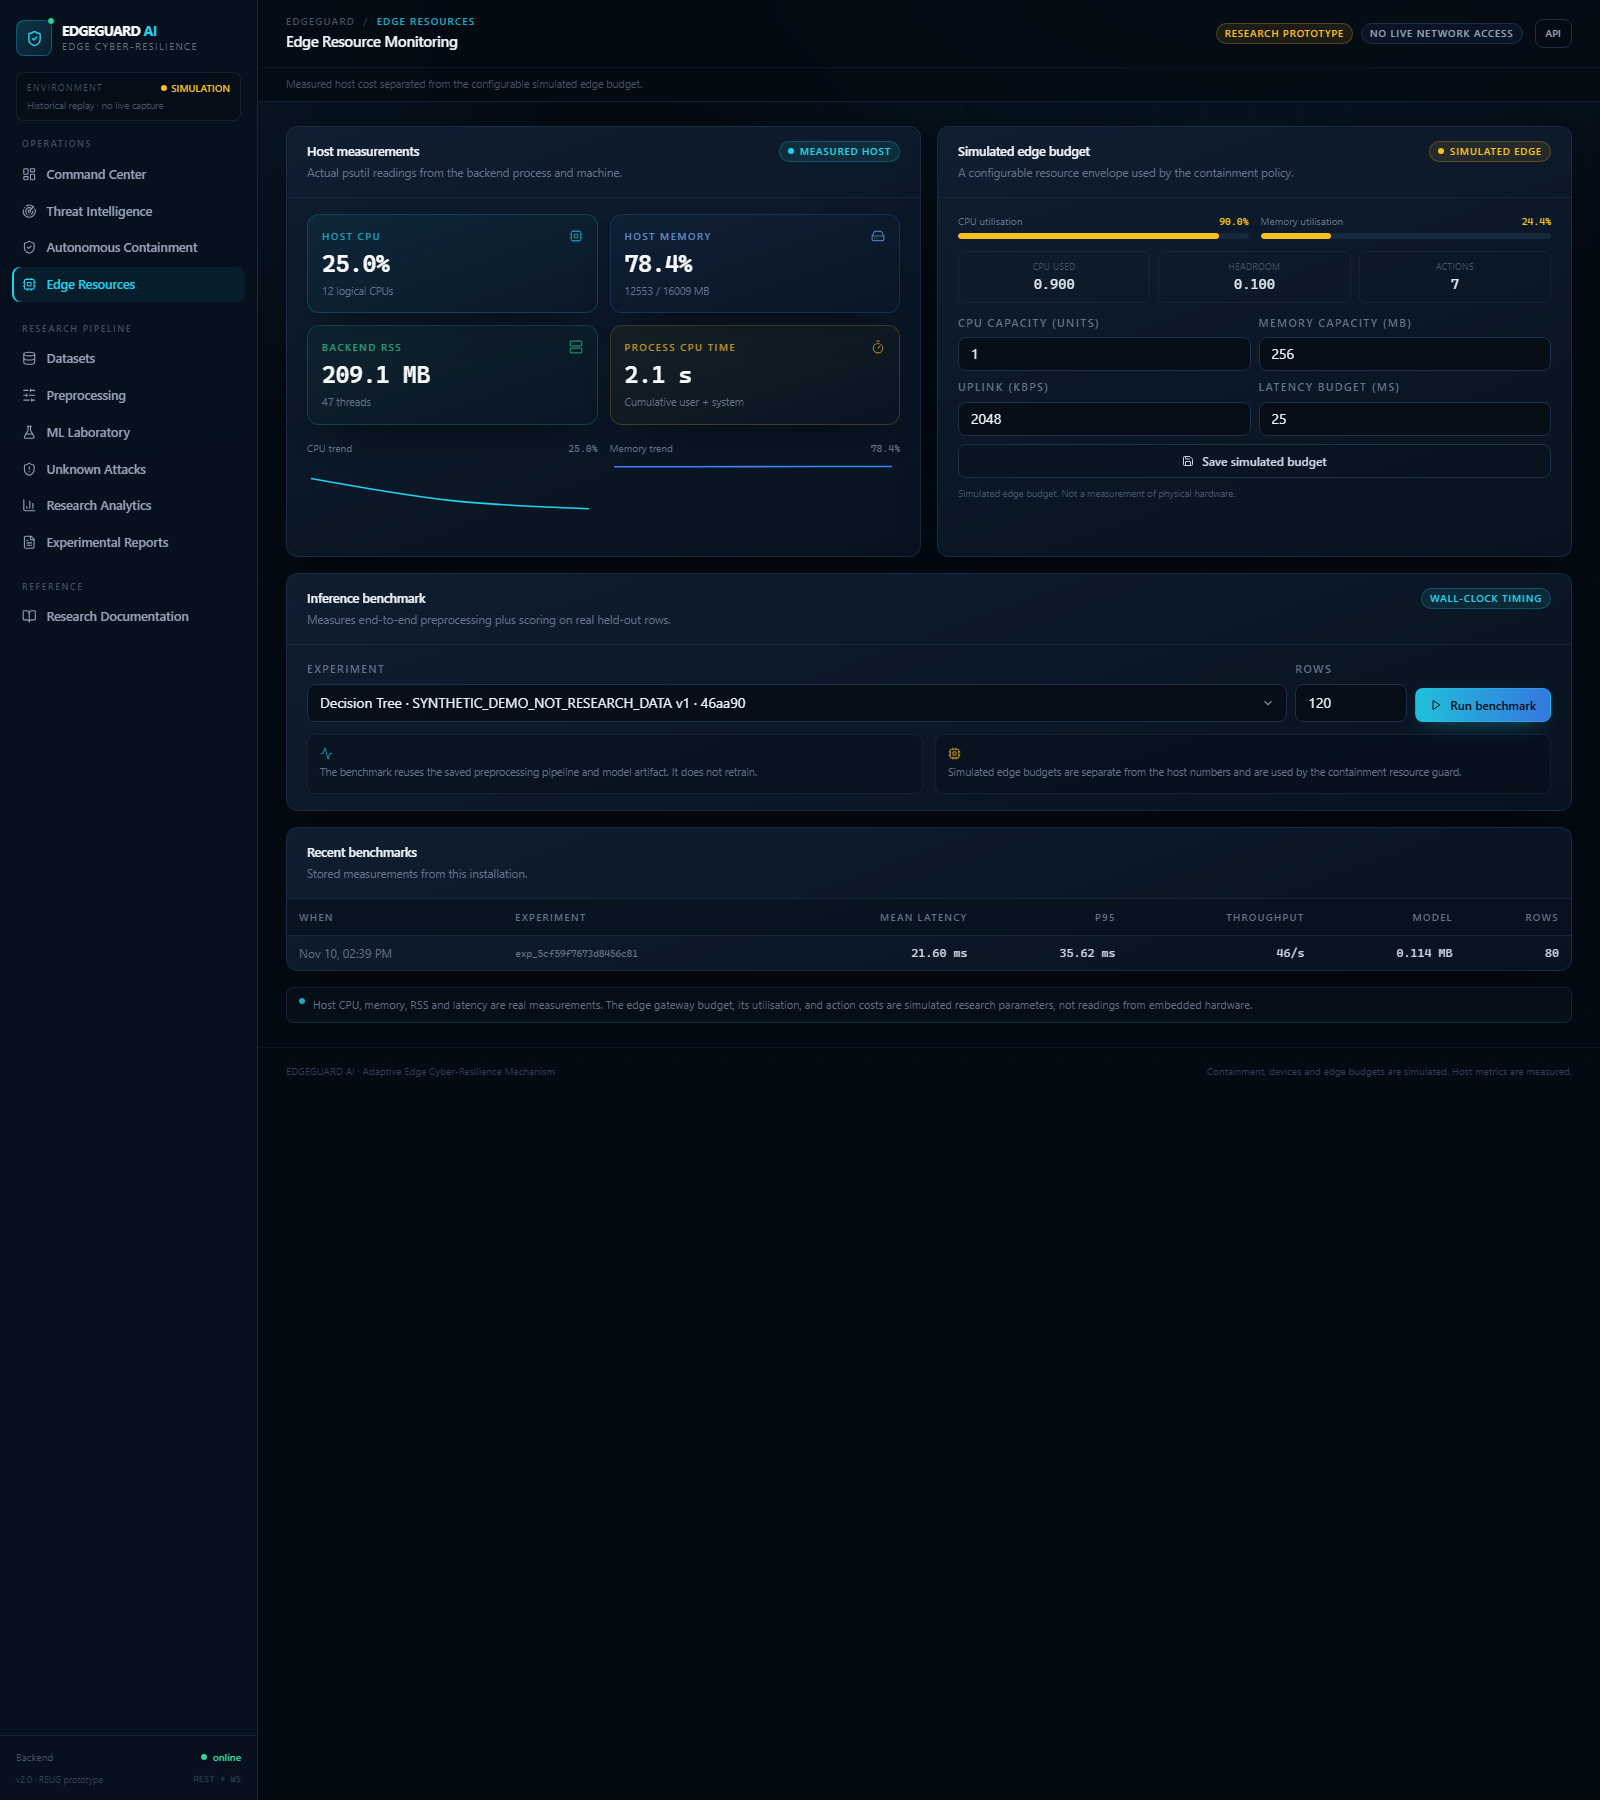 EDGEGUARD AI
EDGE CYBER-RESILIENCE
ENVIRONMENT
SIMULATION
Historical replay · no live capture
OPERATIONS
Command Center
Threat Intelligence
Autonomous Containment
Edge Resources
RESEARCH PIPELINE
Datasets
Preprocessing
ML Laboratory
Unknown Attacks
Research Analytics
Experimental Reports
REFERENCE
Research Documentation
Backend
online
v2.0 · REUG prototype
REST + WS
EDGEGUARD / EDGE RESOURCES
Edge Resource Monitoring
RESEARCH PROTOTYPE
NO LIVE NETWORK ACCESS
API
Measured host cost separated from the configurable simulated edge budget.
Host measurements
MEASURED HOST
Actual psutil readings from the backend process and machine.
HOST CPU
25.0%
12 logical CPUs
HOST MEMORY
78.4%
12553 / 16009 MB
BACKEND RSS
209.1 MB
47 threads
PROCESS CPU TIME
2.1 s
Cumulative user + system
CPU trend
25.0%
Memory trend
78.4%
Simulated edge budget
SIMULATED EDGE
A configurable resource envelope used by the containment policy.
CPU utilisation
90.0%
Memory utilisation
24.4%
CPU USED
0.900
HEADROOM
0.100
ACTIONS
7
CPU CAPACITY (UNITS)
1
MEMORY CAPACITY (MB)
256
UPLINK (KBPS)
2048
LATENCY BUDGET (MS)
25
Save simulated budget
Simulated edge budget. Not a measurement of physical hardware.
Inference benchmark
WALL-CLOCK TIMING
Measures end-to-end preprocessing plus scoring on real held-out rows.
EXPERIMENT
Decision Tree · SYNTHETIC_DEMO_NOT_RESEARCH_DATA v1 · 46aa90
ROWS
120
Run benchmark
The benchmark reuses the saved preprocessing pipeline and model artifact. It does not retrain.
Simulated edge budgets are separate from the host numbers and are used by the containment resource guard.
Recent benchmarks
Stored measurements from this installation.
WHEN EXPERIMENT MEAN LATENCY P95 THROUGHPUT MODEL ROWS
Nov 10, 02:39 PM exp_5cf59f7673d8456c81 21.60 ms 35.62 ms 46/s 0.114 MB 80
Host CPU, memory, RSS and latency are real measurements. The edge gateway budget, its utilisation, and action costs are simulated research parameters, not readings from embedded hardware.
EDGEGUARD AI · Adaptive Edge Cyber-Resilience Mechanism
Containment, devices and edge budgets are simulated. Host metrics are measured.